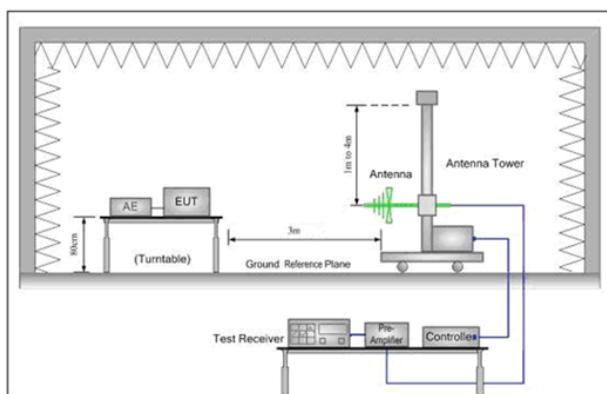 1m to 4m
Antenna
Antenna Tower
AE
EUT
80cm
(Turntable)
3m
Ground Reference Plane
Test Receiver
Pre-
Amplifier
Controller